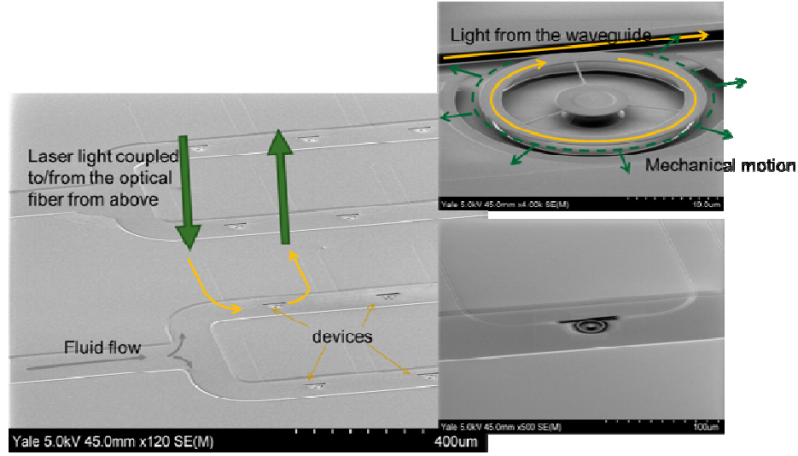 Light from the waveguide
Mechanical motion
Yale 5.0kV 45.0mm x4.00k SE(M)
10.0um
Laser light coupled
to/from the optical
fiber from above
Fluid flow
devices
Yale 5.0kV 45.0mm x120 SE(M)
400um
Yale 5.0kV 45.0mm x500 SE(M)
100um